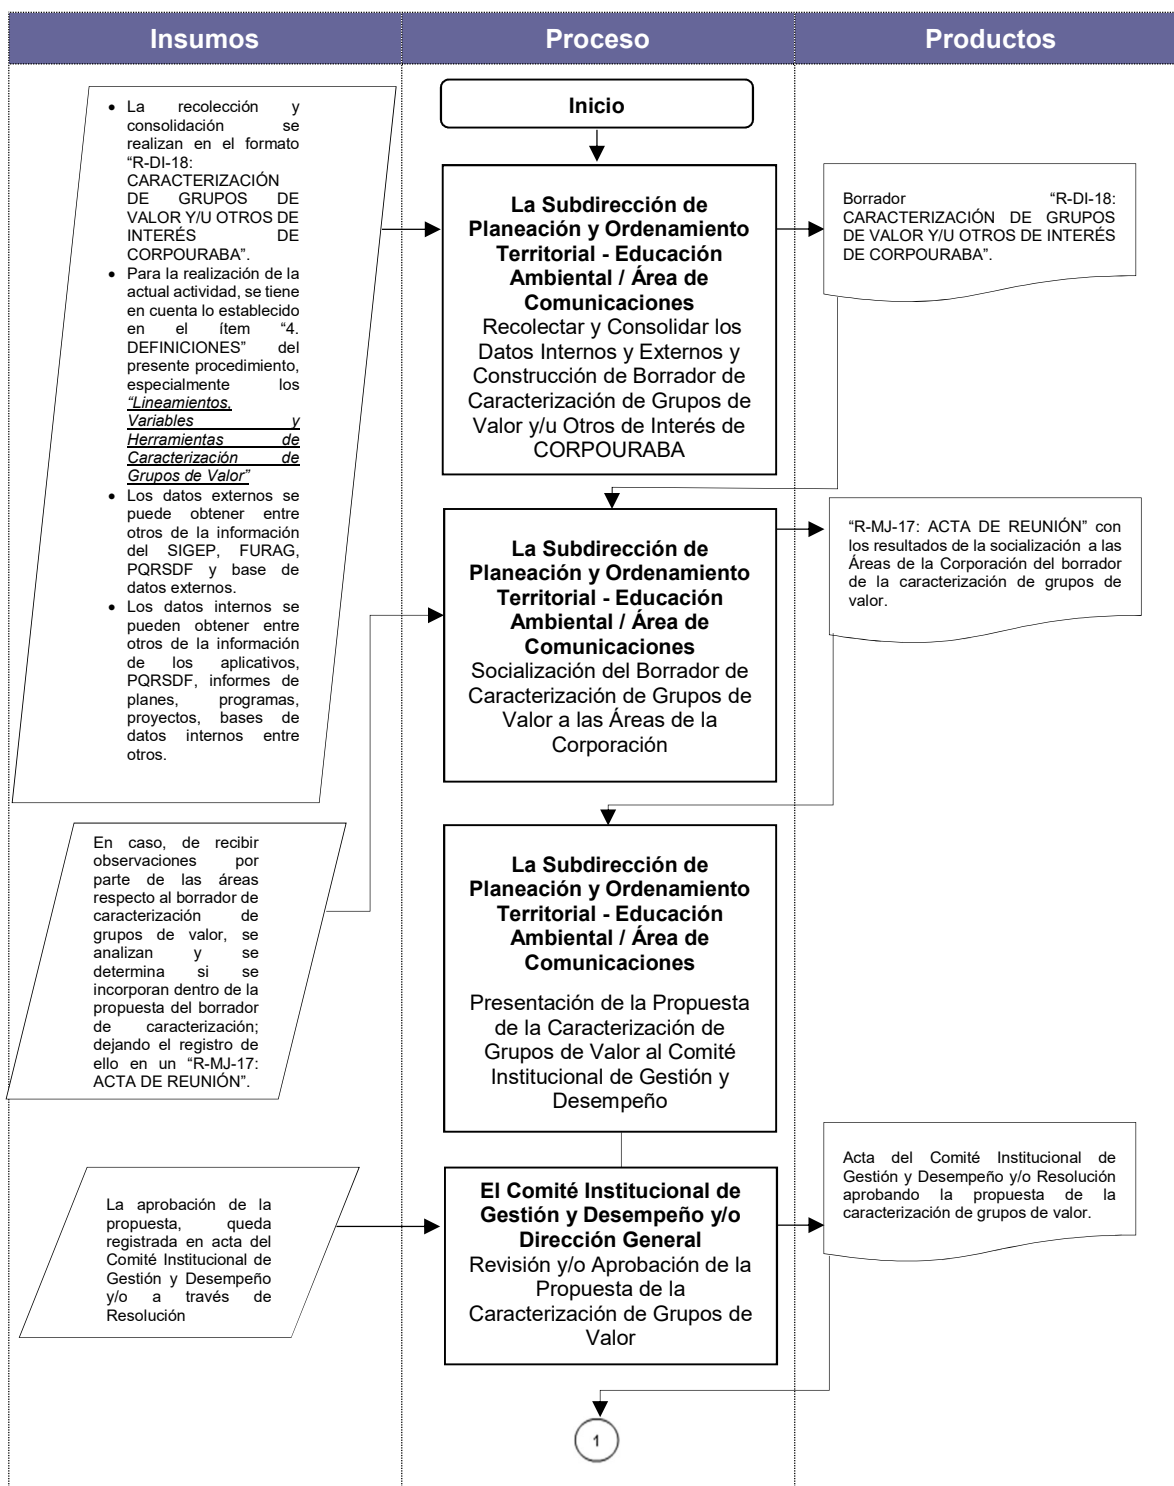 Insumos
Proceso
Productos
• La recolección y
consolidación se
realizan en el formato
“R-DI-18:
CARACTERIZACIÓN
DE GRUPOS DE
VALOR Y/U OTROS DE
INTERÉS DE
CORPOURABA”.
• Para la realización de la
actual actividad, se tiene
en cuenta lo establecido
en el ítem “4.
DEFINICIONES” del
presente procedimiento,
especialmente los
“Lineamientos,
Variables y
Herramientas de
Caracterización de
Grupos de Valor”
• Los datos externos se
puede obtener entre
otros de la información
del SIGEP, FURAG,
PQRSDF y base de
datos externos.
• Los datos internos se
pueden obtener entre
otros de la información
de los aplicativos,
PQRSDF, informes de
planes, programas,
proyectos, bases de
datos internos entre
otros.
Inicio
La Subdirección de
Planeación y Ordenamiento
Territorial - Educación
Ambiental / Área de
Comunicaciones
Recolectar y Consolidar los
Datos Internos y Externos y
Construcción de Borrador de
Caracterización de Grupos de
Valor y/u Otros de Interés de
CORPOURABA
Borrador “R-DI-18:
CARACTERIZACIÓN DE GRUPOS
DE VALOR Y/U OTROS DE INTERÉS
DE CORPOURABA”.
La Subdirección de
Planeación y Ordenamiento
Territorial - Educación
Ambiental / Área de
Comunicaciones
Socialización del Borrador de
Caracterización de Grupos de
Valor a las Áreas de la
Corporación
“R-MJ-17: ACTA DE REUNIÓN” con
los resultados de la socialización a las
Áreas de la Corporación del borrador
de la caracterización de grupos de
valor.
En caso, de recibir
observaciones por
parte de las áreas
respecto al borrador de
caracterización de
grupos de valor, se
analizan y se
determina si se
incorporan dentro de la
propuesta del borrador
de caracterización;
dejando el registro de
ello en un “R-MJ-17:
ACTA DE REUNIÓN”.
La Subdirección de
Planeación y Ordenamiento
Territorial - Educación
Ambiental / Área de
Comunicaciones
Presentación de la Propuesta
de la Caracterización de
Grupos de Valor al Comité
Institucional de Gestión y
Desempeño
La aprobación de la
propuesta, queda
registrada en acta del
Comité Institucional de
Gestión y Desempeño
y/o a través de
Resolución
El Comité Institucional de
Gestión y Desempeño y/o
Dirección General
Revisión y/o Aprobación de la
Propuesta de la
Caracterización de Grupos de
Valor
Acta del Comité Institucional de
Gestión y Desempeño y/o Resolución
aprobando la propuesta de la
caracterización de grupos de valor.
1